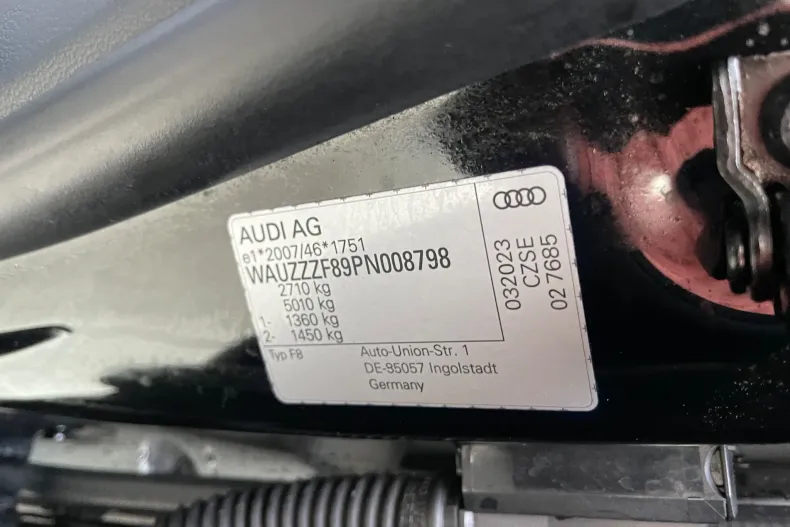 AUDI AG
e1*2007/46*1751
WAUZZZF89PN008798
2710 kg
5010 kg
1- 1360 kg
2- 1450 kg
Typ F8
Auto-Union-Str. 1
DE-85057 Ingolstadt
Germany
032023
CZSE
02 7685